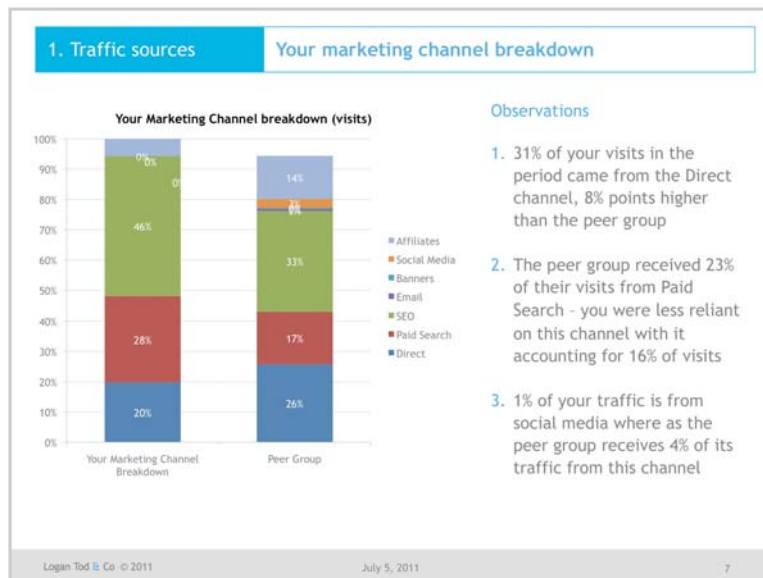 1. Traffic sources
Your marketing channel breakdown
Your Marketing Channel breakdown (visits)
100%
90%
80%
70%
60%
50%
40%
30%
20%
10%
0%
0%
0%
0%
46%
28%
20%
14%
3%
0%
33%
17%
26%
Your Marketing Channel
Breakdown
Peer Group
Affiliates
Social Media
Banners
Email
SEO
Paid Search
Direct
Observations
1. 31% of your visits in the
period came from the Direct
channel, 8% points higher
than the peer group
2. The peer group received 23%
of their visits from Paid
Search – you were less reliant
on this channel with it
accounting for 16% of visits
3. 1% of your traffic is from
social media where as the
peer group receives 4% of its
traffic from this channel
Logan Tod & Co © 2011
July 5, 2011
7